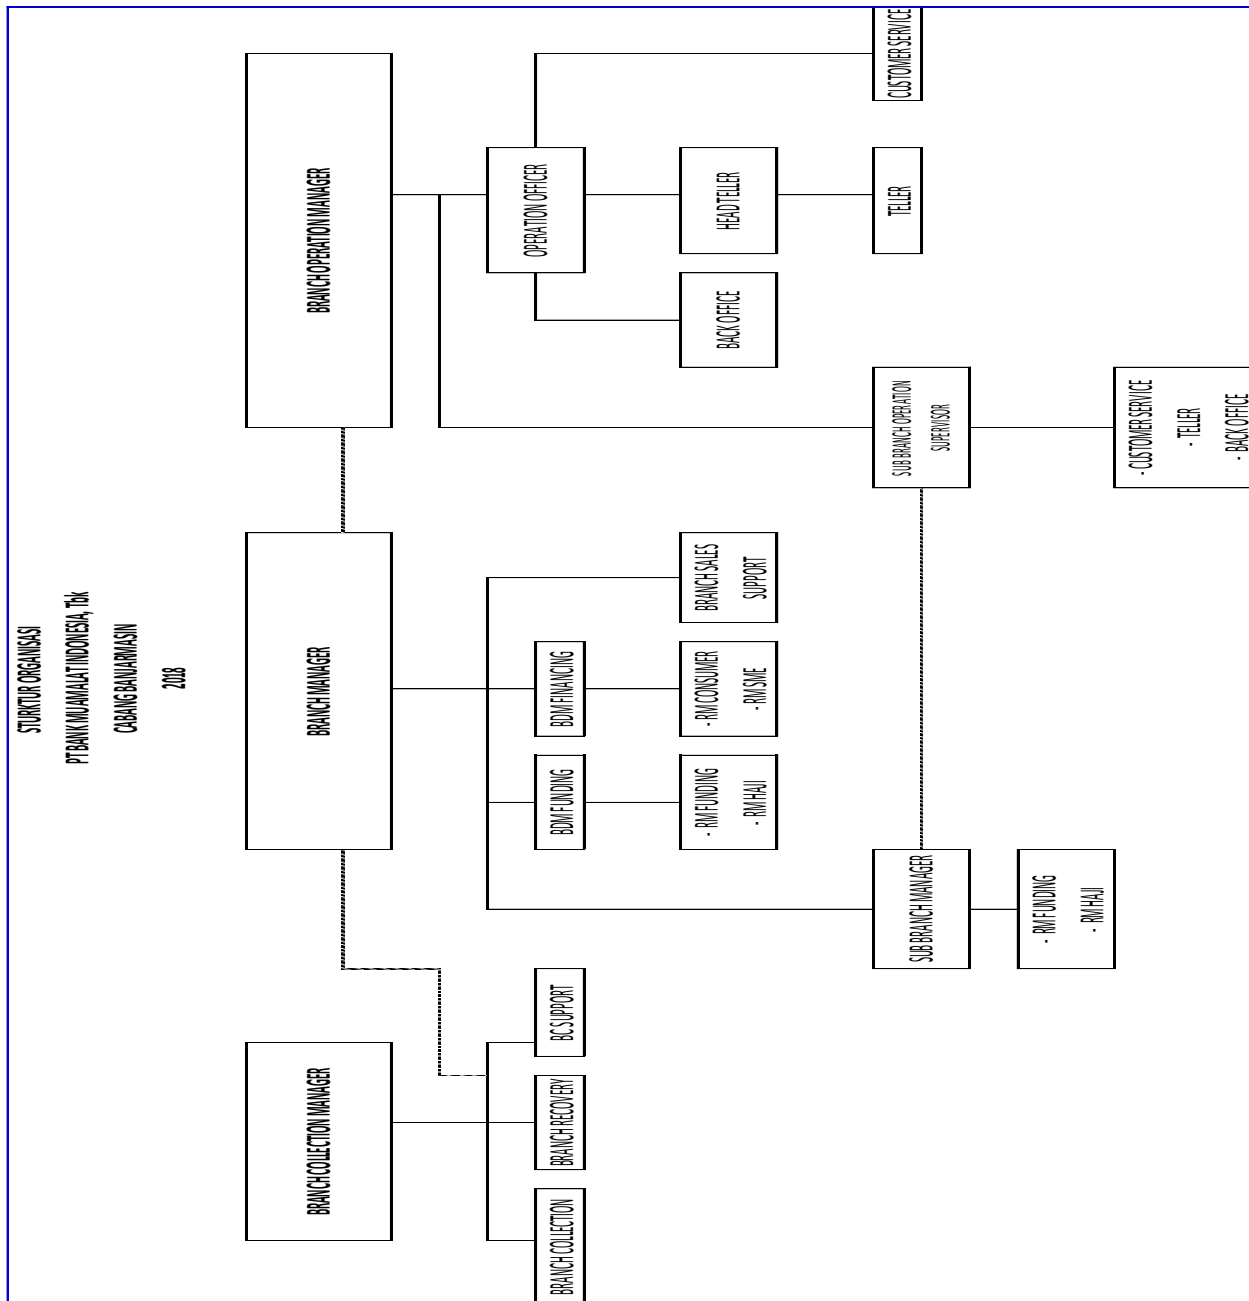 STURKTUR ORGANISASI
PT BANK MUAMALAT INDONESIA, Tbk
CABANG BANJARMASIN
2018
BRANCH COLLECTION MANAGER
BRANCH MANAGER
BRANCH OPERATION MANAGER
BRANCH COLLECTION
BRANCH RECOVERY
BC SUPPORT
BDM FUNDING
BDM FINANCING
OPERATION OFFICER
- RM FUNDING
- RM HAJI
- RM CONSUMER
- RM SME
BRANCH SALES
SUPPORT
BACK OFFICE
HEAD TELLER
SUB BRANCH MANAGER
SUB BRANCH OPERATION
SUPERVISOR
TELLER
CUSTOMER SERVICE
- RM FUNDING
- RM HAJI
- CUSTOMER SERVICE
- TELLER
- BACK OFFICE